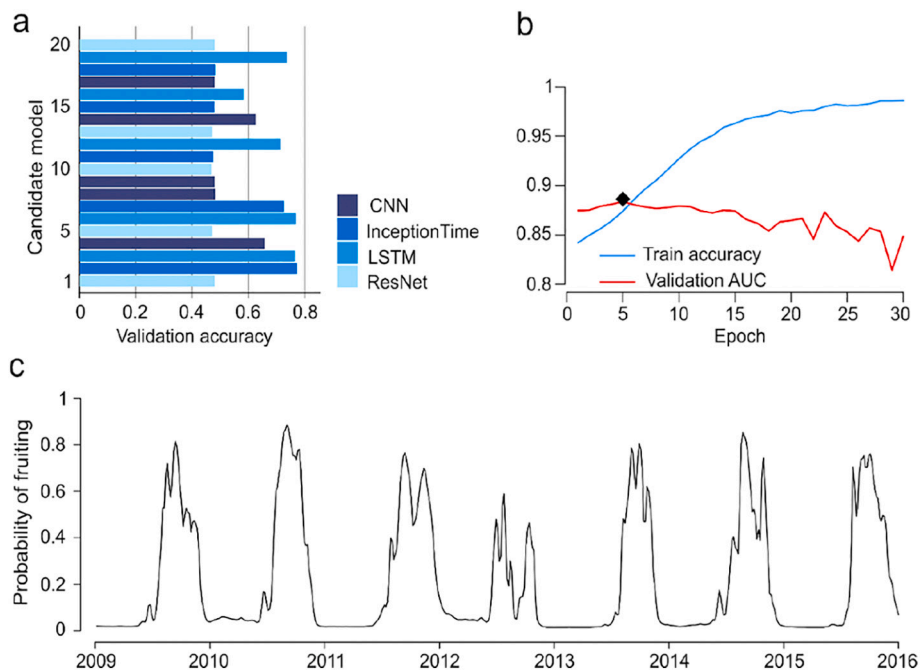 a
20
15
10
5
1
Candidate model
0 0.2 0.4 0.6 0.8
Validation accuracy
CNN
InceptionTime
LSTM
ResNet
b
1
0.95
0.9
0.85
0.8
Train accuracy
Validation AUC
0 5 10 15 20 25 30
Epoch
c
1
0.8
0.6
0.4
0.2
0
Probability of fruiting
2009 2010 2011 2012 2013 2014 2015 2016